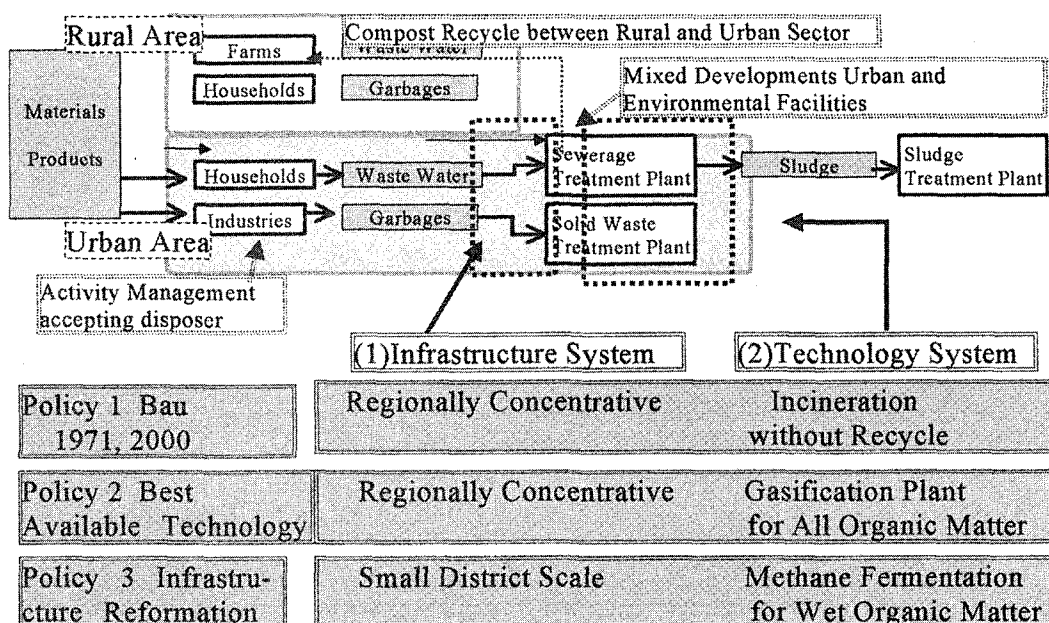 Rural Area
Compost Recycle between Rural and Urban Sector
Farms
Waste Water
Households
Garbages
Mixed Developments Urban and
Environmental Facilities
Materials
Products
Households
Waste Water
Sewerage
Treatment Plant
Sludge
Sludge
Treatment Plant
Industries
Garbages
Solid Waste
Treatment Plant
Urban Area
Activity Management
accepting disposer
(1)Infrastructure System
(2)Technology System
Policy 1 Bau
1971, 2000
Regionally Concentrative
Incineration
without Recycle
Policy 2 Best
Available Technology
Regionally Concentrative
Gasification Plant
for All Organic Matter
Policy 3 Infrastru-
cture Reformation
Small District Scale
Methane Fermentation
for Wet Organic Matter